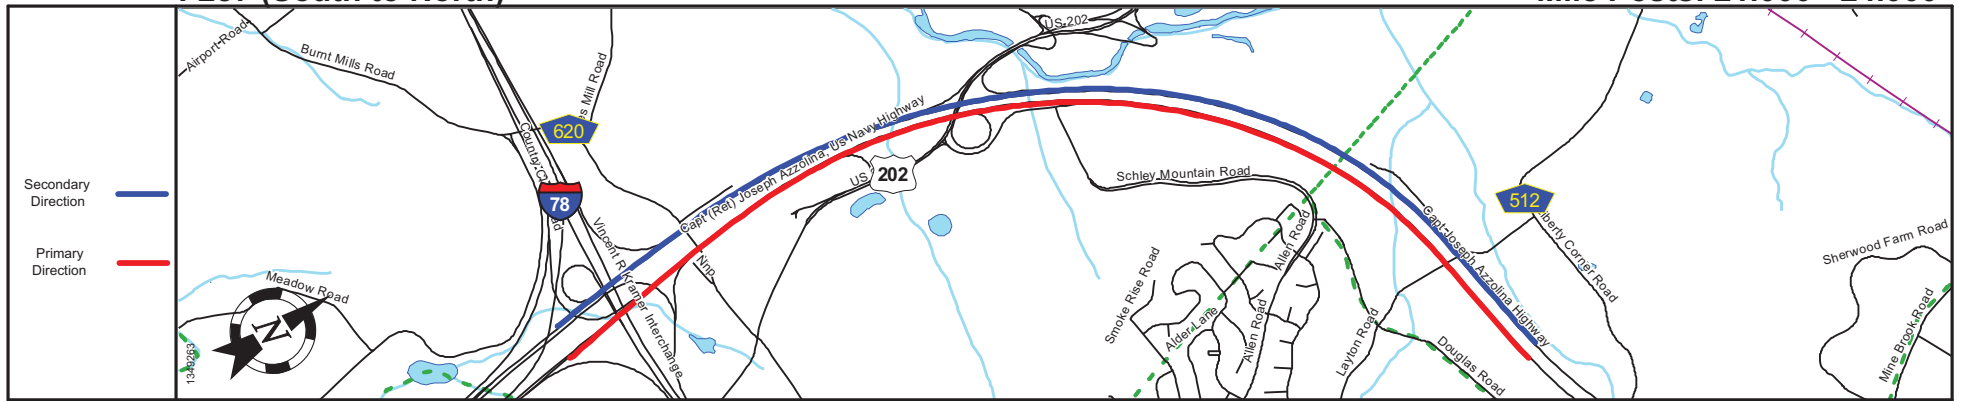 Secondary
Direction
Primary
Direction
Airport Road
Burnt Mills Road
Mill Road
620
78
Vincent R Kramer Interchange
Nnp
Capt (Ret) Joseph Azzolina, Us Navy Highway
US
202
US-202
Schley Mountain Road
Smoke Rise Road
Alder Lane
Allen Road
Allen Road
Layton Road
Douglas Road
Capt Joseph Azzolina Highway
512
Liberty Corner Road
Sherwood Farm Road
Mine Brook Road
Meadow Road
N
1349263